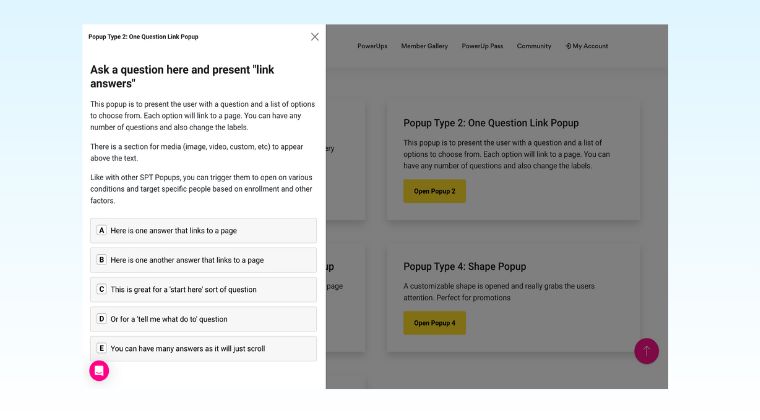 Popup Type 2: One Question Link Popup
Ask a question here and present "link
answers"
This popup is to present the user with a question and a list of options
to choose from. Each option will link to a page. You can have any
number of questions and also change the labels.
There is a section for media (image, video, custom, etc) to appear
above the text.
Like with other SPT Popups, you can trigger them to open on various
conditions and target specific people based on enrollment and other
factors.
A Here is one answer that links to a page
B Here is one another answer that links to a page
C This is great for a 'start here' sort of question
D Or for a 'tell me what do to' question
E You can have many answers as it will just scroll
PowerUps Member Gallery PowerUp Pass Community My Account
Popup Type 2: One Question Link Popup
This popup is to present the user with a question and a list of
options to choose from. Each option will link to a page. You can
have any number of questions and also change the labels.
Open Popup 2
page
Popup Type 4: Shape Popup
A customizable shape is opened and really grabs the users
attention. Perfect for promotions
Open Popup 4